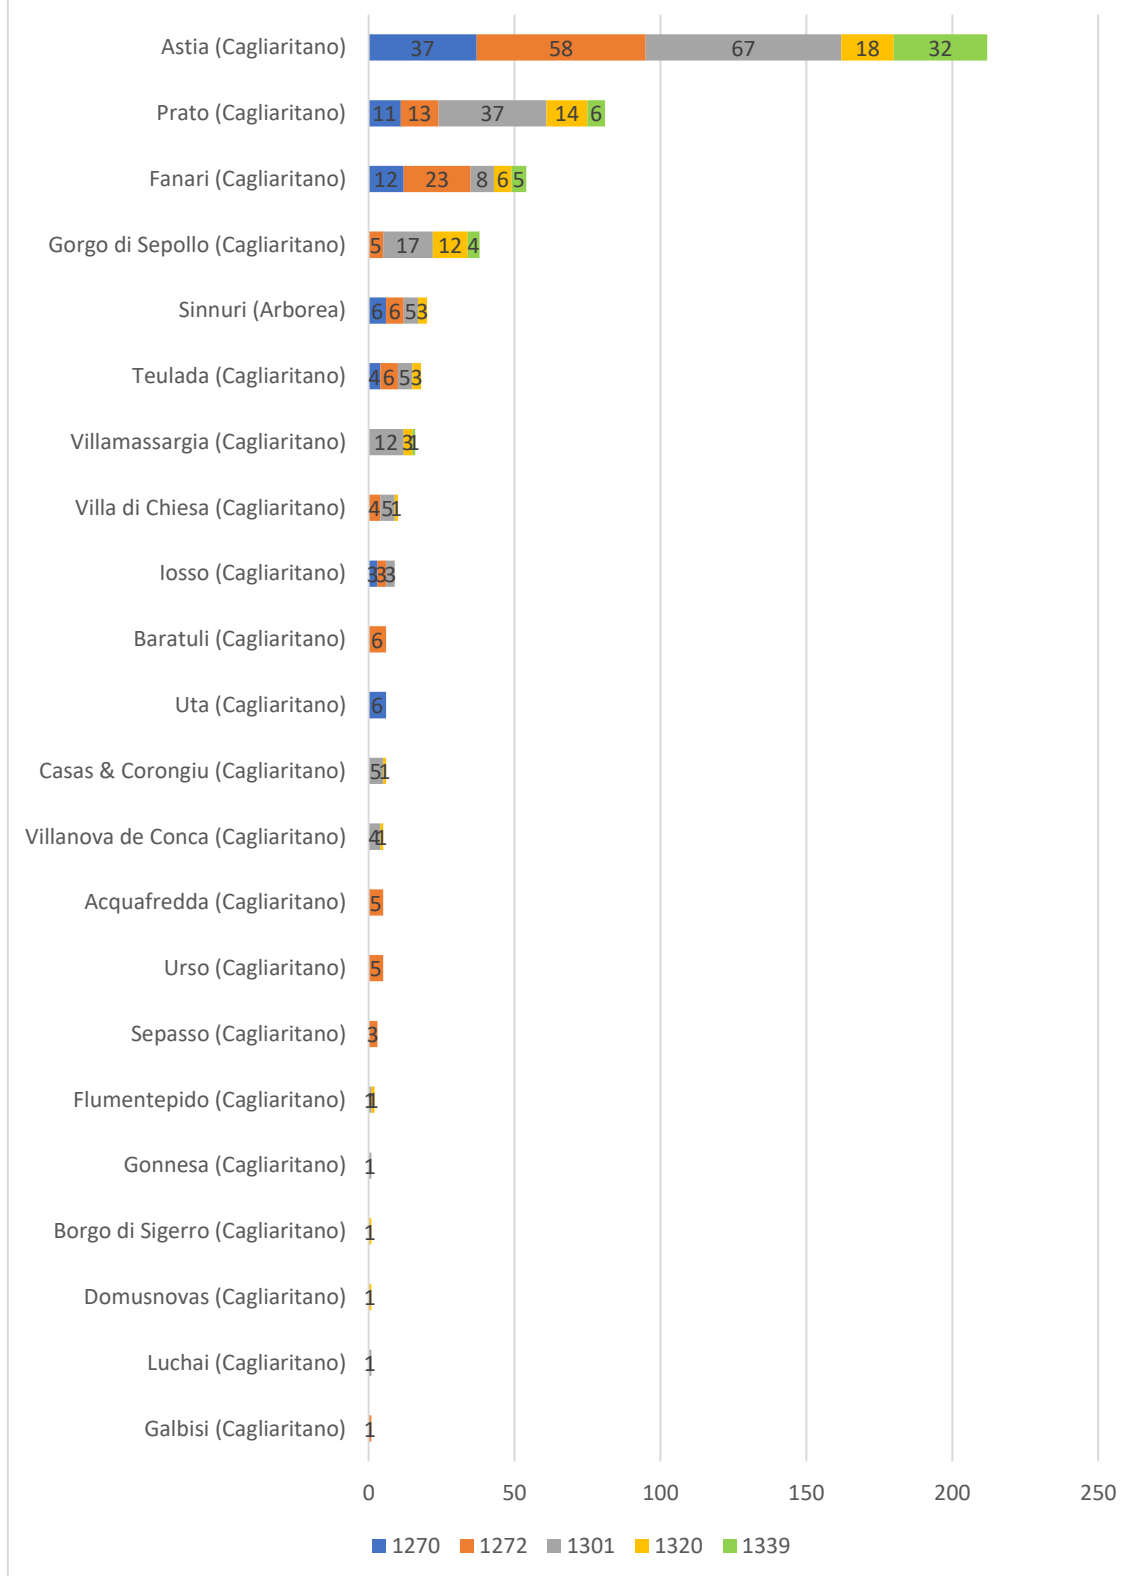 Astia (Cagliaritano) 37 58 67 18 32
Prato (Cagliaritano) 11 13 37 14 6
Fanari (Cagliaritano) 12 23 8 6 5
Gorgo di Sepollo (Cagliaritano) 5 17 12 4
Sinnuri (Arborea) 6 6 5 3
Teulada (Cagliaritano) 4 6 5 3
Villamassargia (Cagliaritano) 12 3 1
Villa di Chiesa (Cagliaritano) 4 5 1
Iosso (Cagliaritano) 3 3 3
Baratuli (Cagliaritano) 6
Uta (Cagliaritano) 6
Casas & Corongiu (Cagliaritano) 5 1
Villanova de Conca (Cagliaritano) 4 1
Acquafredda (Cagliaritano) 5
Urso (Cagliaritano) 5
Sepasso (Cagliaritano) 3
Flumentepido (Cagliaritano) 1 1
Gonnesa (Cagliaritano) 1
Borgo di Sigerro (Cagliaritano) 1
Domusnovas (Cagliaritano) 1
Luchai (Cagliaritano) 1
Galbisi (Cagliaritano) 1
0 50 100 150 200 250
1270 1272 1301 1320 1339